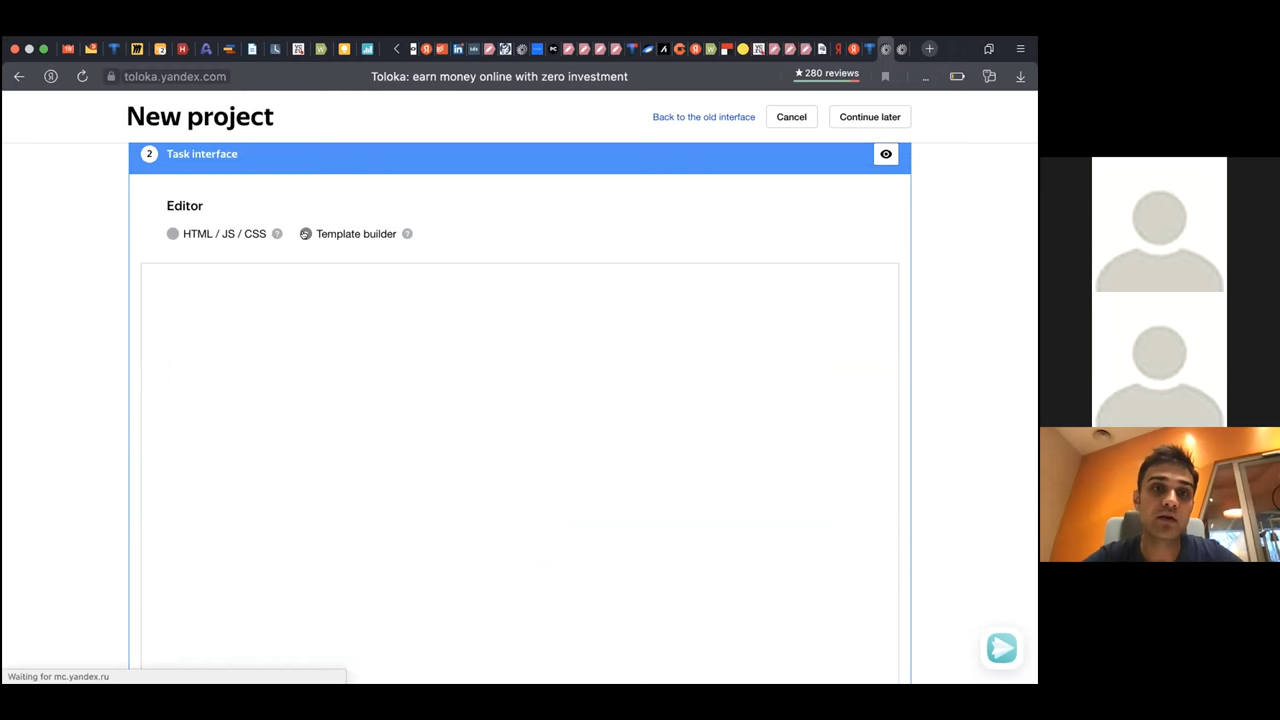 toloka.yandex.com
Toloka: earn money online with zero investment
★280 reviews
New project
Back to the old interface
Cancel
Continue later
2
Task interface
Editor
HTML / JS / CSS ?
Template builder ?
Waiting for mc.yandex.ru